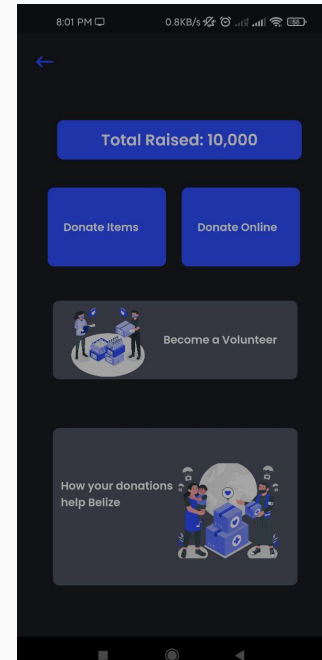 8:01 PM 0.8KB/s 56
Total Raised: 10,000
Donate Items
Donate Online
Become a Volunteer
How your donations
help Belize